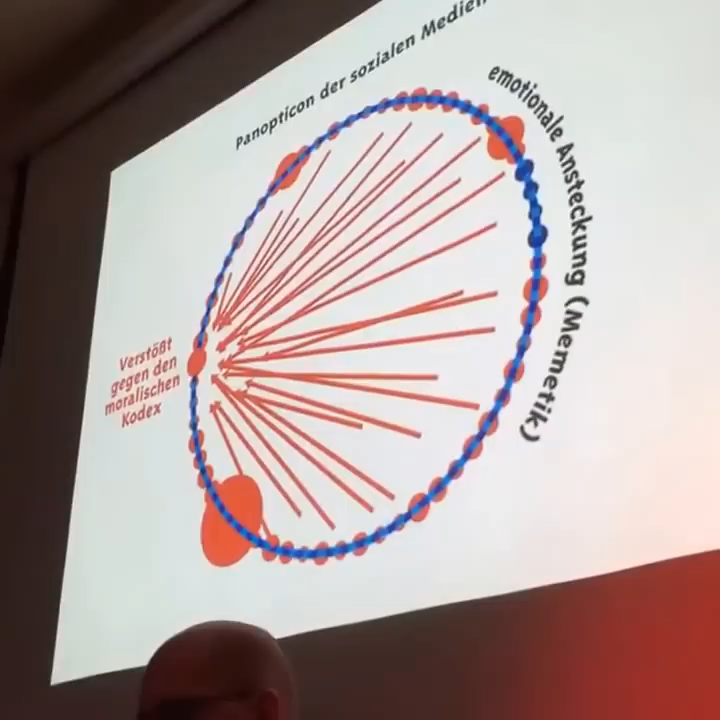 Panopticon der sozialen Medien
emotionale Ansteckung (Memetik)
Verstößt
gegen den
moralischen
Kodex